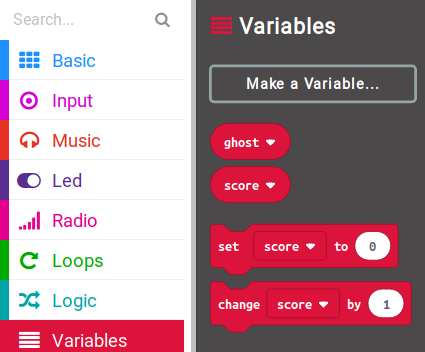 Search...
Basic
Input
Music
Led
Radio
Loops
Logic
Variables
Variables
Make a Variable...
ghost
score
set score to 0
change score by 1